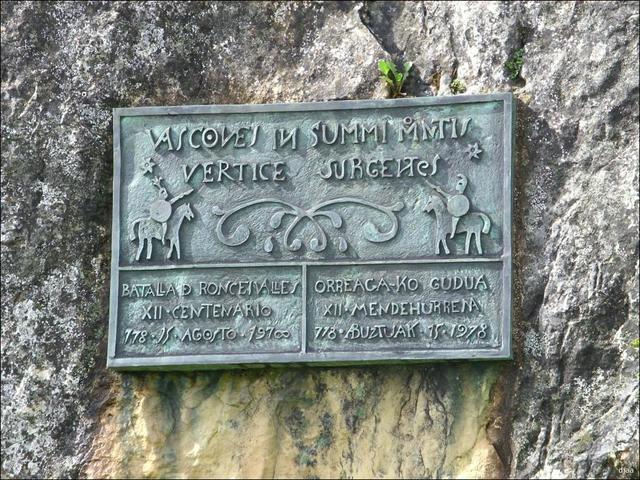 VASCONES IN SUMMI MONTIS
VERTICE SURGENTES
BATALLA D RONCESVALLES
XII·CENTENARIO
778·15·AGOSTO·1978
ORREAGA·KO GUDUA
XII·MENDEHURRENA
778·ABUZTUAK 15·1978
djaa